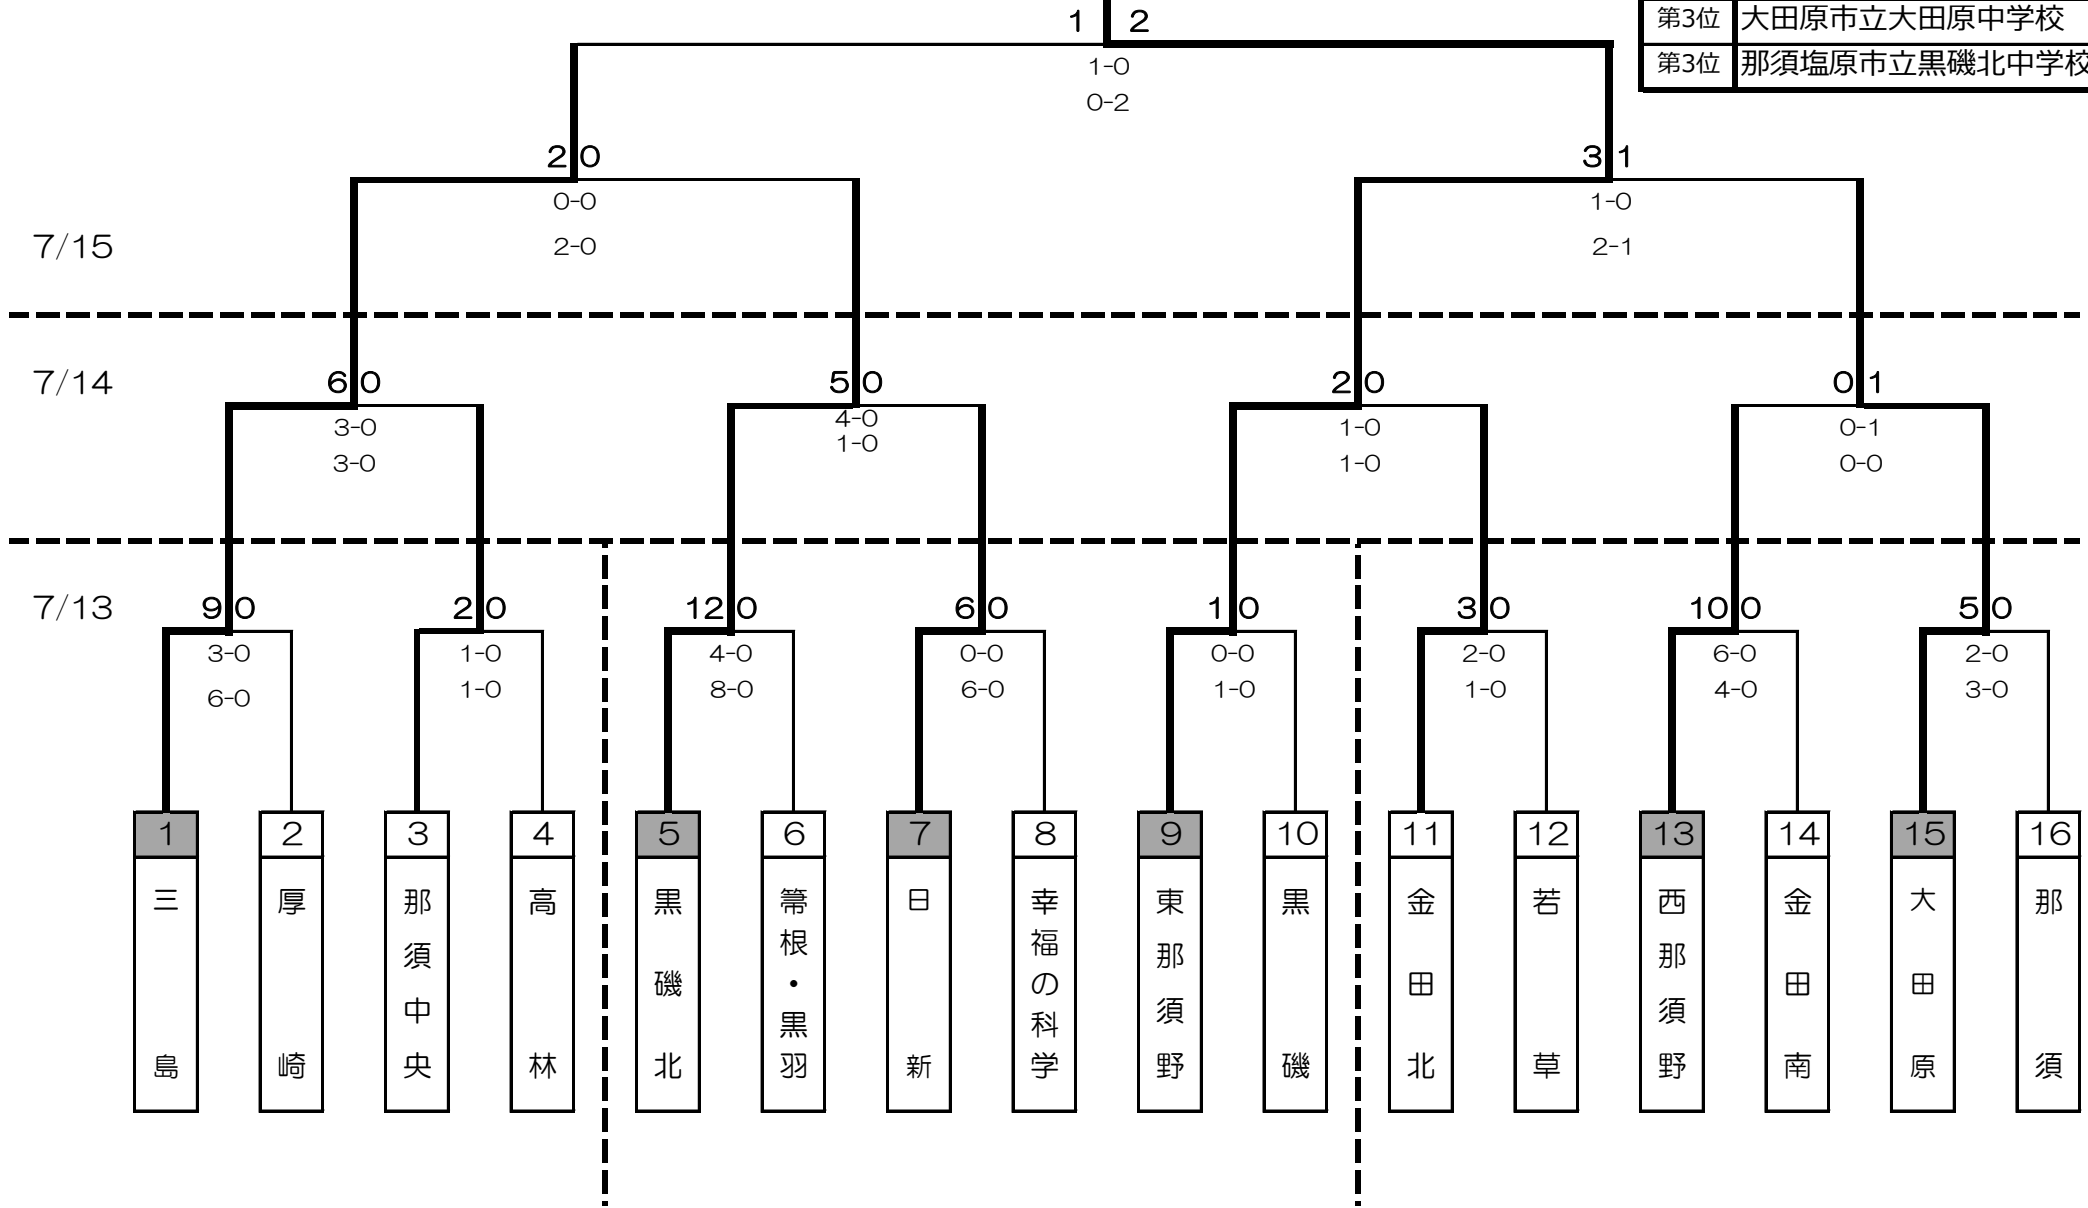 1 2
第3位 大田原市立大田原中学校
1-0
第3位 那須塩原市立黒磯北中学校
0-2
2 0 3 1
0-0 1-0
7/15 2-0 2-1
7/14 6 0 5 0 2 0 0 1
3-0 4-0 1-0 0-1
3-0 1-0 1-0 0-0
7/13 9 0 2 0 12 0 6 0 1 0 3 0 10 0 5 0
3-0 1-0 4-0 0-0 0-0 2-0 6-0 2-0
6-0 1-0 8-0 6-0 1-0 1-0 4-0 3-0
1 2 3 4 5 6 7 8 9 10 11 12 13 14 15 16
三島
厚崎
那須中央
高林
黒磯北
箒根・黒羽
日新
幸福の科学
東那須野
黒磯
金田北
若草
西那須野
金田南
大田原
那須